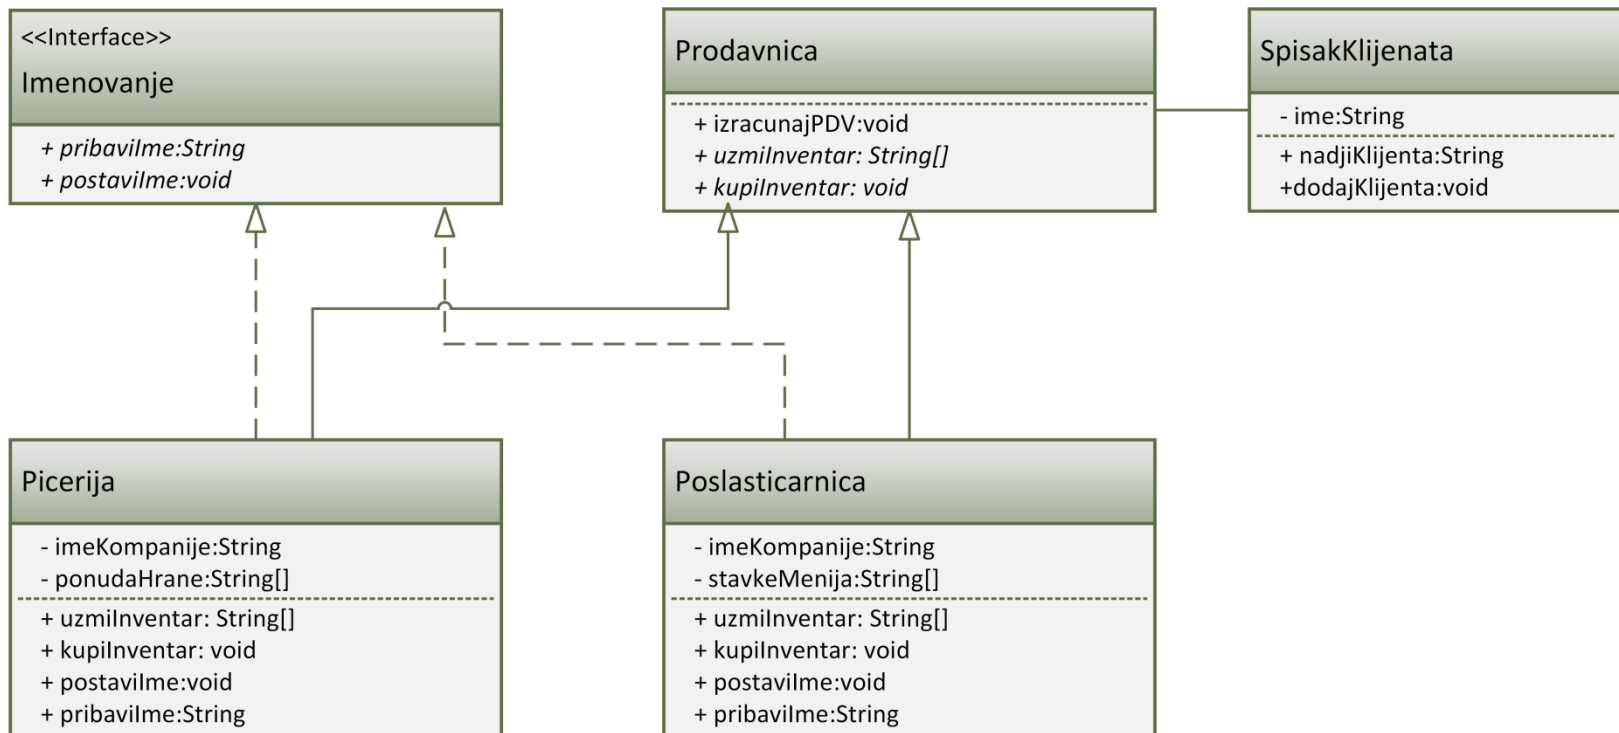 <<Interface>>
Imenovanje
+ pribaviIme:String
+ postaviIme:void
Prodavnica
+ izracunajPDV:void
+ uzmiInventar: String[]
+ kupiInventar: void
SpisakKlijenata
- ime:String
+ nadjiKlijenta:String
+dodajKlijenta:void
Picerija
- imeKompanije:String
- ponudaHrane:String[]
+ uzmiInventar: String[]
+ kupiInventar: void
+ postaviIme:void
+ pribaviIme:String
Poslasticarnica
- imeKompanije:String
- stavkeMenija:String[]
+ uzmiInventar: String[]
+ kupiInventar: void
+ postaviIme:void
+ pribaviIme:String